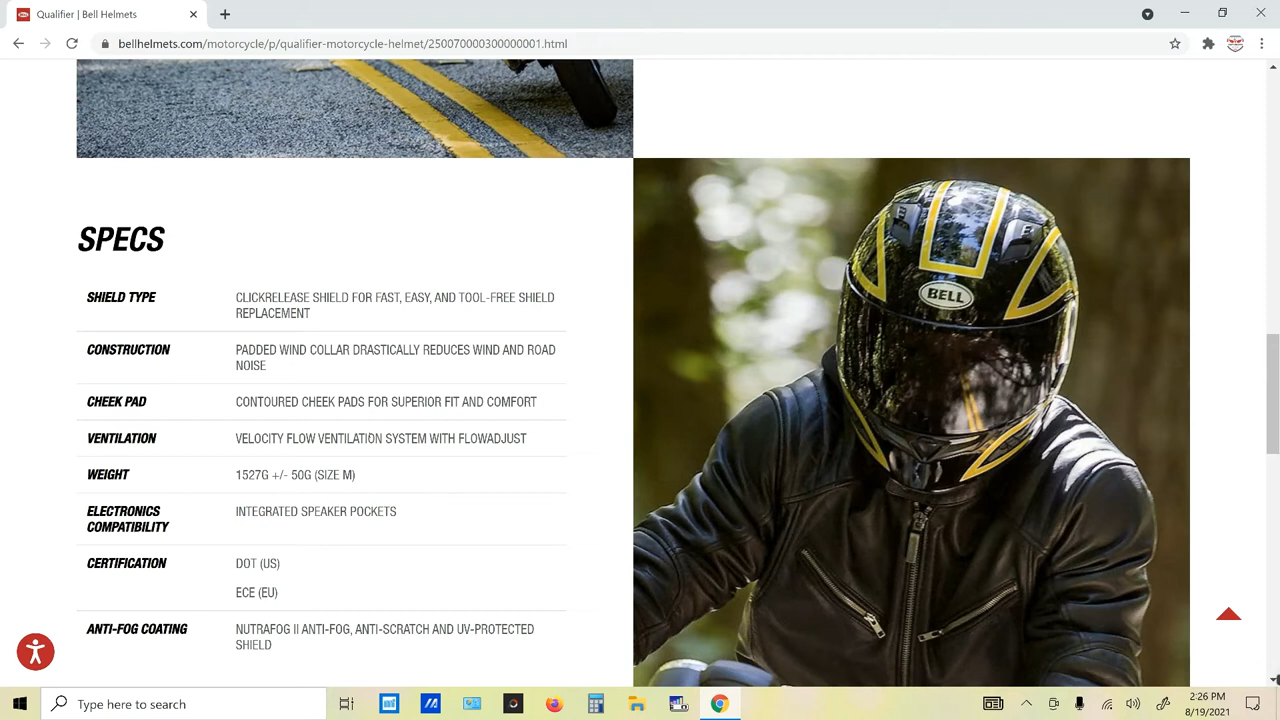 Qualifier | Bell Helmets
bellhelmets.com/motorcycle/p/qualifier-motorcycle-helmet/250070000300000001.html
SPECS
SHIELD TYPE
CLICKRELEASE SHIELD FOR FAST, EASY, AND TOOL-FREE SHIELD
REPLACEMENT
CONSTRUCTION
PADDED WIND COLLAR DRASTICALLY REDUCES WIND AND ROAD
NOISE
CHEEK PAD
CONTOURED CHEEK PADS FOR SUPERIOR FIT AND COMFORT
VENTILATION
VELOCITY FLOW VENTILATION SYSTEM WITH FLOWADJUST
WEIGHT
1527G +/- 50G (SIZE M)
ELECTRONICS
COMPATIBILITY
INTEGRATED SPEAKER POCKETS
CERTIFICATION
DOT (US)
ECE (EU)
ANTI-FOG COATING
NUTRAFOG II ANTI-FOG, ANTI-SCRATCH AND UV-PROTECTED
SHIELD
BELL
Type here to search
2:26 PM
8/19/2021